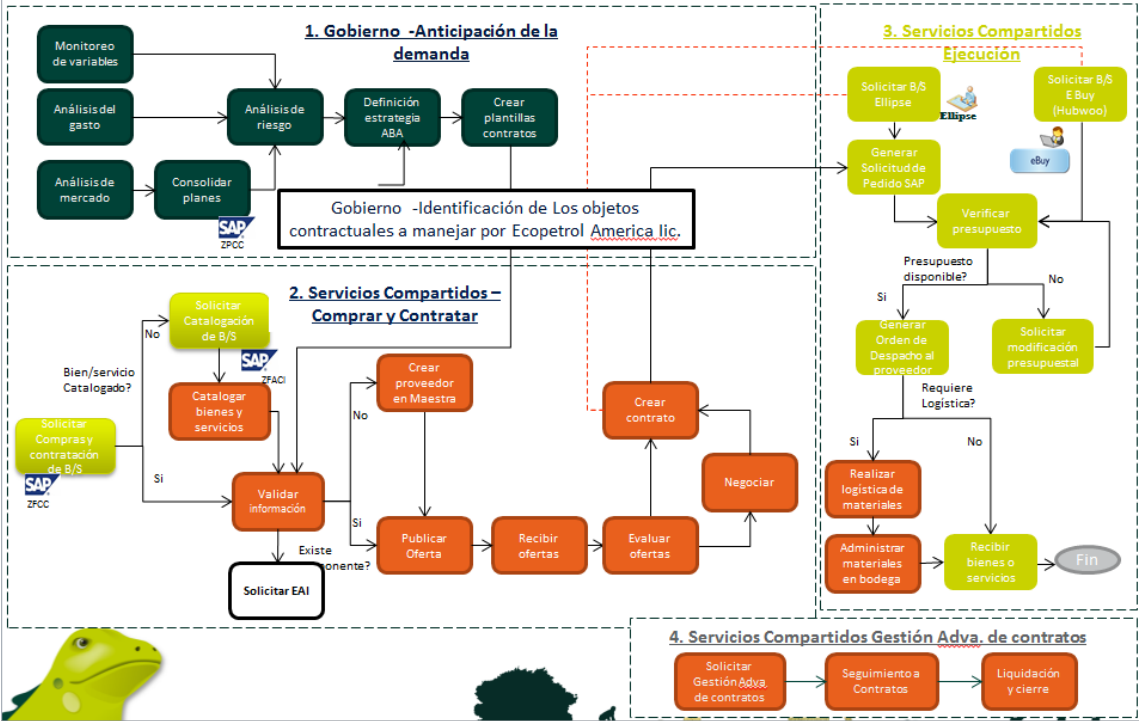 1. Gobierno -Anticipación de la
demanda
Monitoreo
de variables
Análisis del
gasto
Análisis de
mercado
Consolidar
planes
SAP
ZPCC
Análisis de
riesgo
Definición
estrategia
ABA
Crear
plantillas
contratos
Gobierno -Identificación de Los objetos
contractuales a manejar por Ecopetrol America lic.
2. Servicios Compartidos –
Comprar y Contratar
Solicitar
Catalogación
de B/S
No
SAP
ZFACI
Bien/servicio
Catalogado?
Catalogar
bienes y
servicios
Solicitar
Compras y
contratación
de B/S
SAP
ZFCC
Si
Validar
información
Solicitar EAI
Existe
ponente?
Crear
proveedor
en Maestra
No
Si
Publicar
Oferta
Recibir
ofertas
Evaluar
ofertas
Negociar
Crear
contrato
3. Servicios Compartidos
Ejecución
Solicitar B/S
Ellipse
Ellipse
Solicitar B/S
E Buy
(Hubwoo)
eBuy
Generar
Solicitud de
Pedido SAP
Verificar
presupuesto
Presupuesto
disponible?
Si
No
Generar
Orden de
Despacho al
proveedor
Solicitar
modificación
presupuestal
Requiere
Logística?
Si
No
Realizar
logística de
materiales
Administrar
materiales
en bodega
Recibir
bienes o
servicios
Fin
4. Servicios Compartidos Gestión Adva. de contratos
Solicitar
Gestión Adva
de contratos
Seguimiento a
Contratos
Liquidación
y cierre